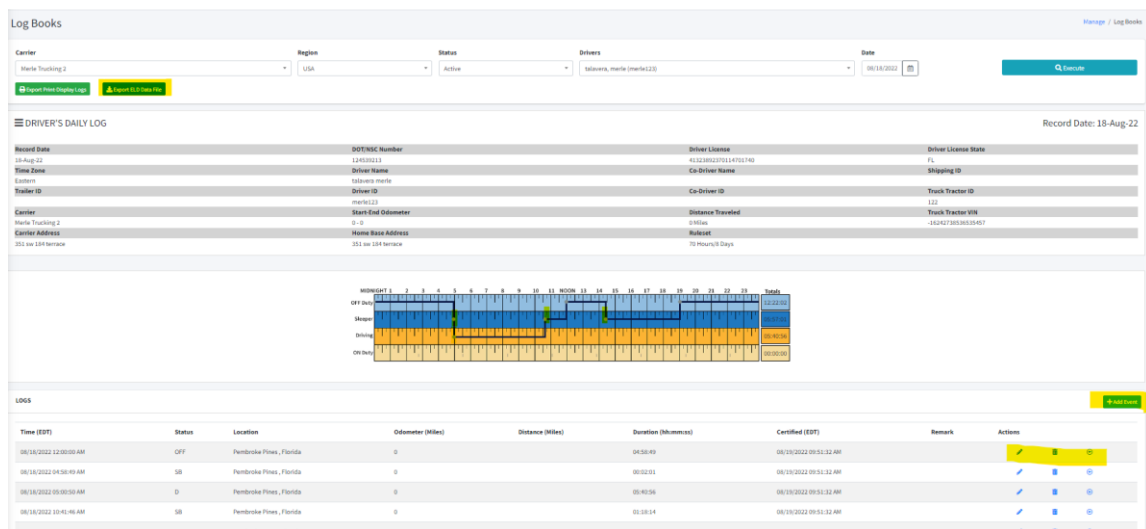 Log Books
Manage / Log Books
Carrier Region Status Drivers Date
Merle Trucking 2 USA Active talavera, merle (merle123) 08/18/2022 Execute
Export Print Display Logs Export ELD Data File
DRIVER'S DAILY LOG Record Date: 18-Aug-22
Record Date DOT/NSC Number Driver License Driver License State
18-Aug-22 124539213 FL
Time Zone Driver Name Co-Driver Name Shipping ID
Eastern talavera merle
Trailer ID Driver ID Co-Driver ID Truck Tractor ID
merle123 122
Carrier Start-End Odometer Distance Traveled Truck Tractor VIN
Merle Trucking 2 0 - 0 0 Miles
Carrier Address Home Base Address Ruleset
351 sw 184 terrace 351 sw 184 terrace 70 Hours/8 Days
MIDNIGHT 1 2 3 4 5 6 7 8 9 10 11 NOON 13 14 15 16 17 18 19 20 21 22 23 Totals
OFF Duty 12:22:02
Sleeper
Driving 05:40:56
ON Duty 00:00:00
LOGS + Add Event
Time (EDT) Status Location Odometer (Miles) Distance (Miles) Duration (hh:mm:ss) Certified (EDT) Remark Actions
08/18/2022 12:00:00 AM OFF Pembroke Pines , Florida 0 04:58:49 08/19/2022 09:51:32 AM
08/18/2022 04:58:49 AM SB Pembroke Pines , Florida 0 00:02:01 08/19/2022 09:51:32 AM
08/18/2022 05:00:50 AM D Pembroke Pines , Florida 0 05:40:56 08/19/2022 09:51:32 AM
08/18/2022 10:41:46 AM SB Pembroke Pines , Florida 0 01:10:14 08/19/2022 09:51:32 AM